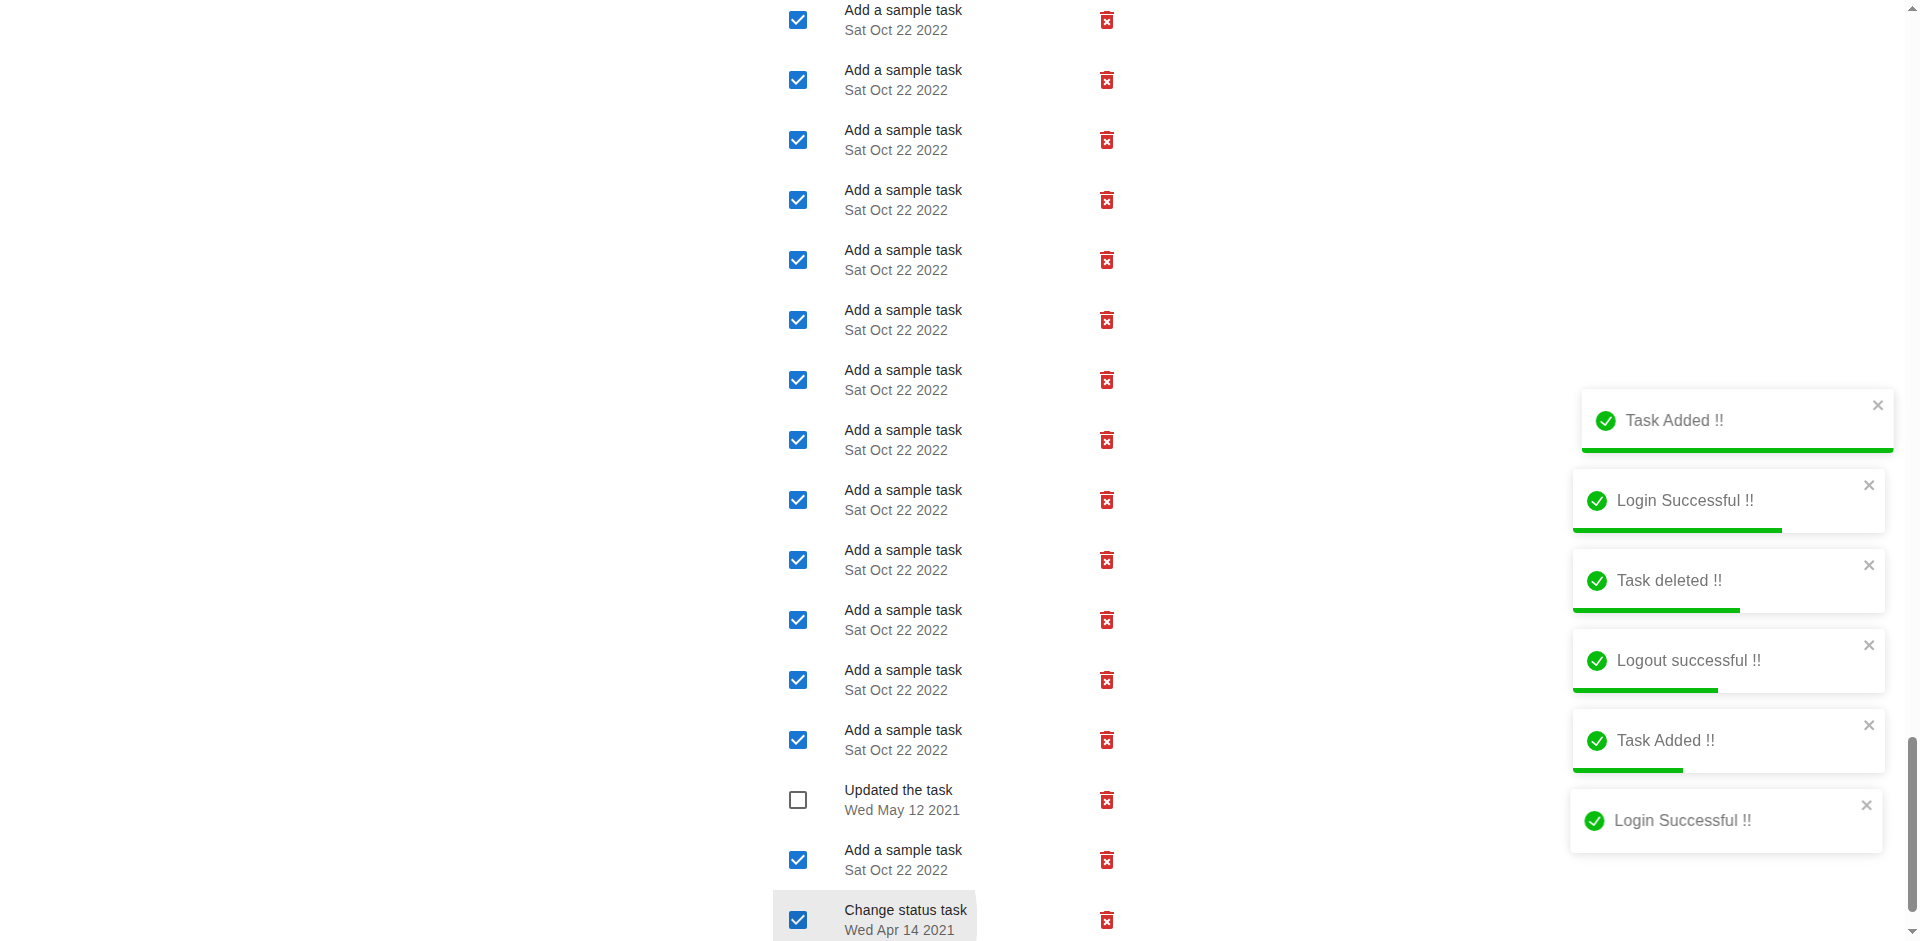 Add a sample task
Sat Oct 22 2022
Add a sample task
Sat Oct 22 2022
Add a sample task
Sat Oct 22 2022
Add a sample task
Sat Oct 22 2022
Add a sample task
Sat Oct 22 2022
Add a sample task
Sat Oct 22 2022
Add a sample task
Sat Oct 22 2022
Add a sample task
Sat Oct 22 2022
Add a sample task
Sat Oct 22 2022
Add a sample task
Sat Oct 22 2022
Add a sample task
Sat Oct 22 2022
Add a sample task
Sat Oct 22 2022
Add a sample task
Sat Oct 22 2022
Updated the task
Wed May 12 2021
Add a sample task
Sat Oct 22 2022
Change status task
Wed Apr 14 2021
Task Added !!
Login Successful !!
Task deleted !!
Logout successful !!
Task Added !!
Login Successful !!